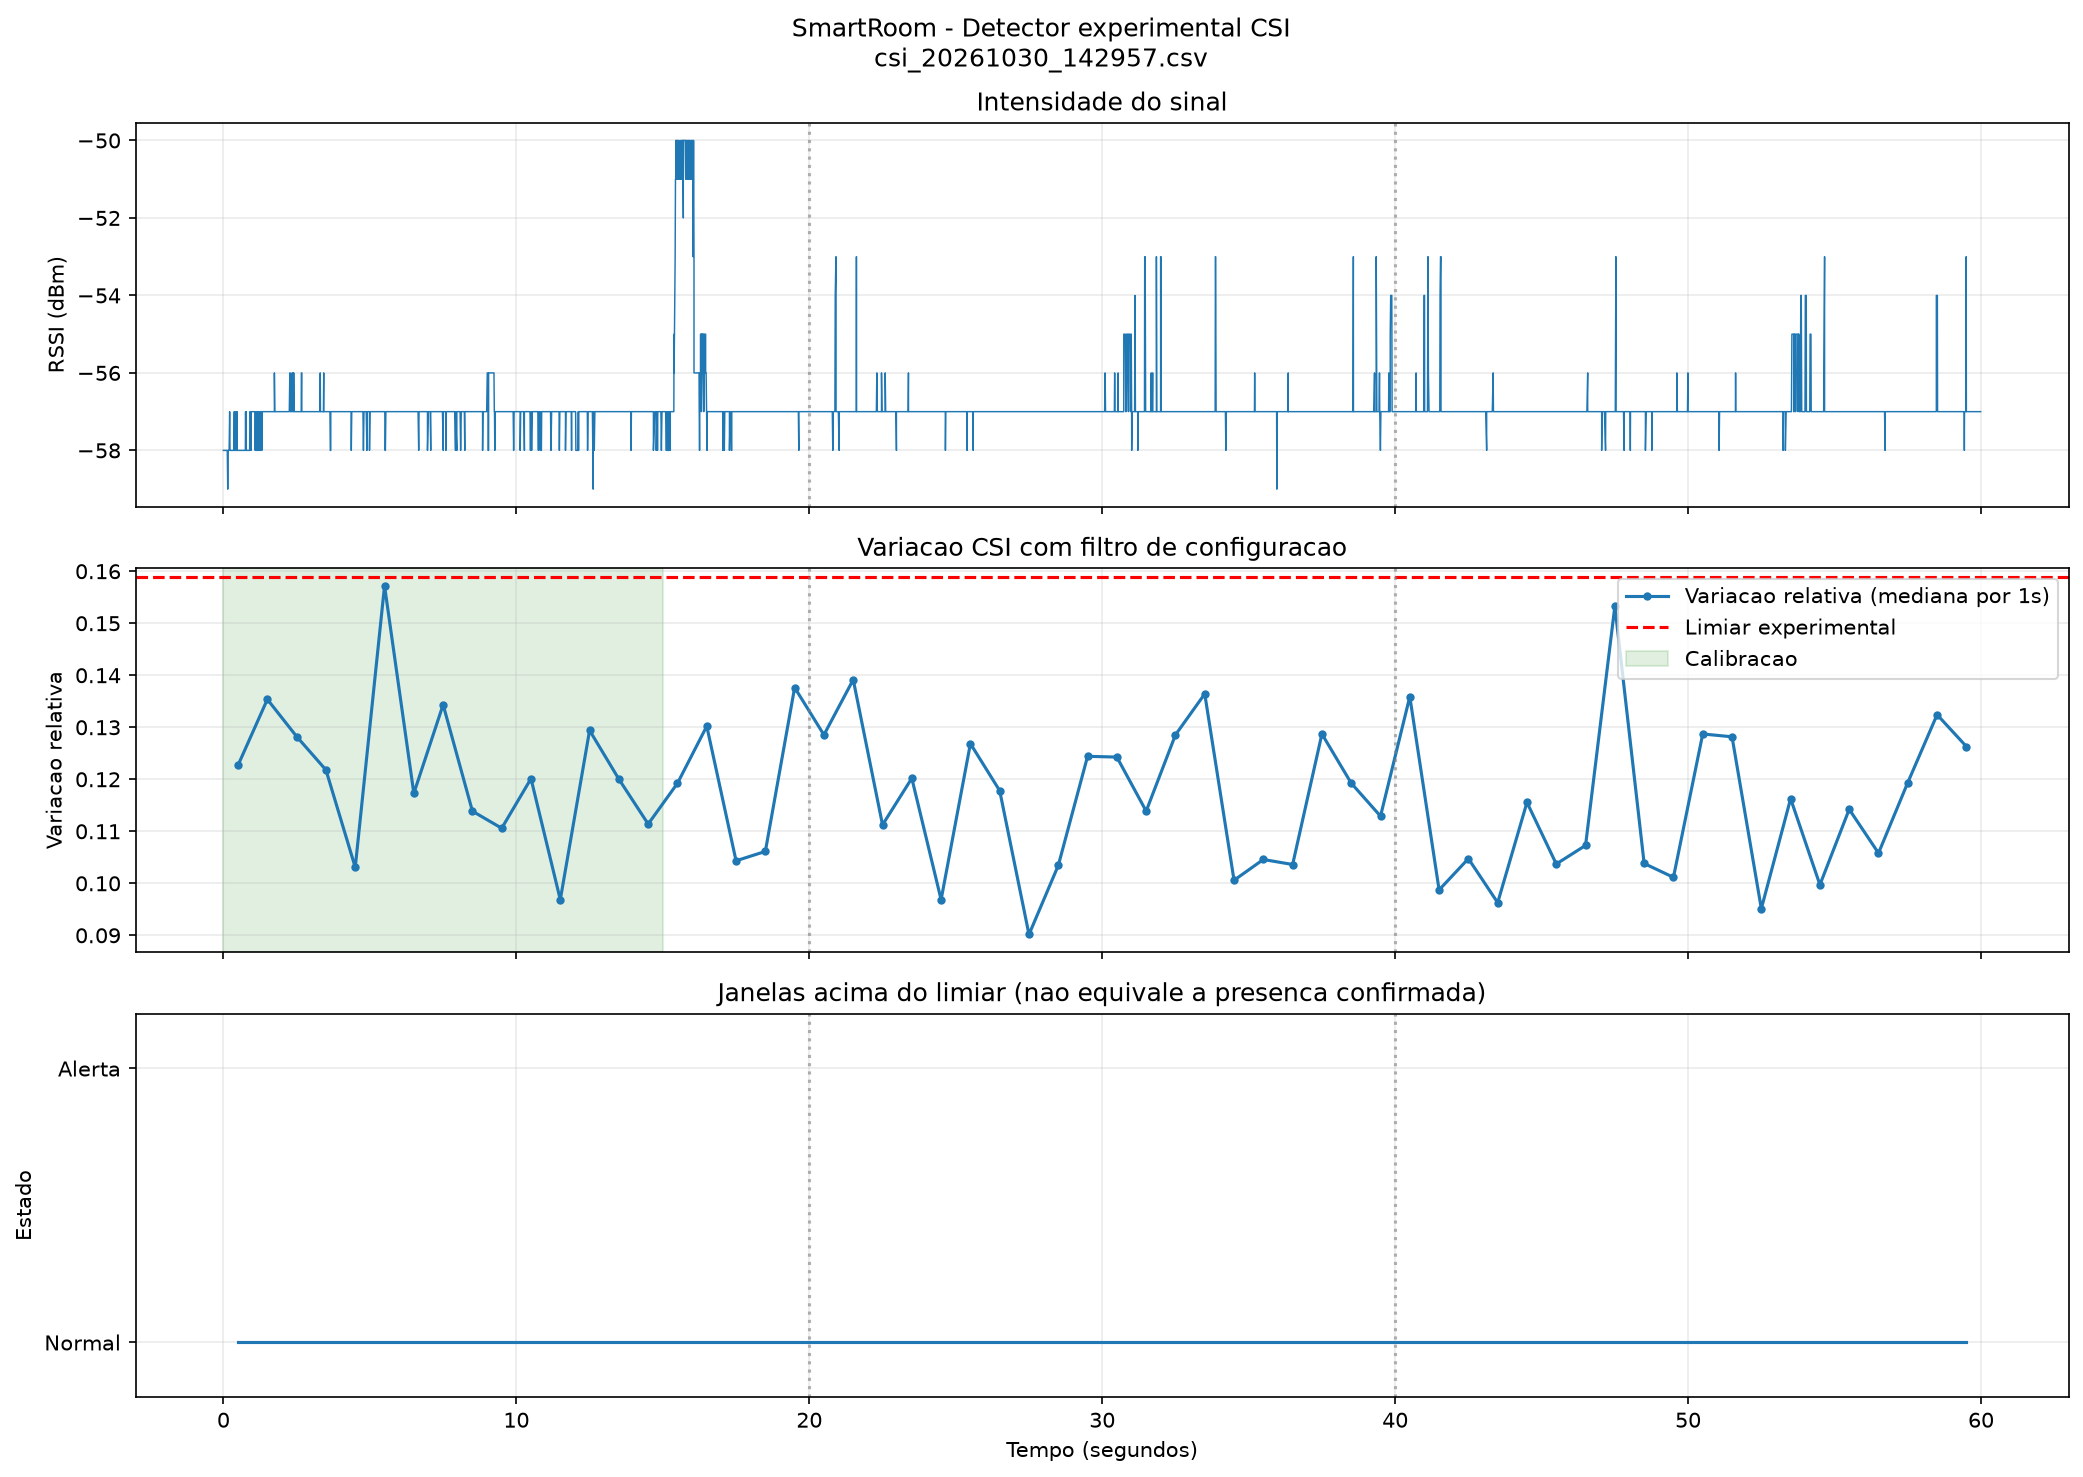 SmartRoom - Detector experimental CSI
csi_20261030_142957.csv
Intensidade do sinal
RSSI (dBm)
−50
−52
−54
−56
−58
Variacao CSI com filtro de configuracao
Variacao relativa
0.16
0.15
0.14
0.13
0.12
0.11
0.10
0.09
Variacao relativa (mediana por 1s)
Limiar experimental
Calibracao
Janelas acima do limiar (nao equivale a presenca confirmada)
Estado
Alerta
Normal
0 10 20 30 40 50 60
Tempo (segundos)